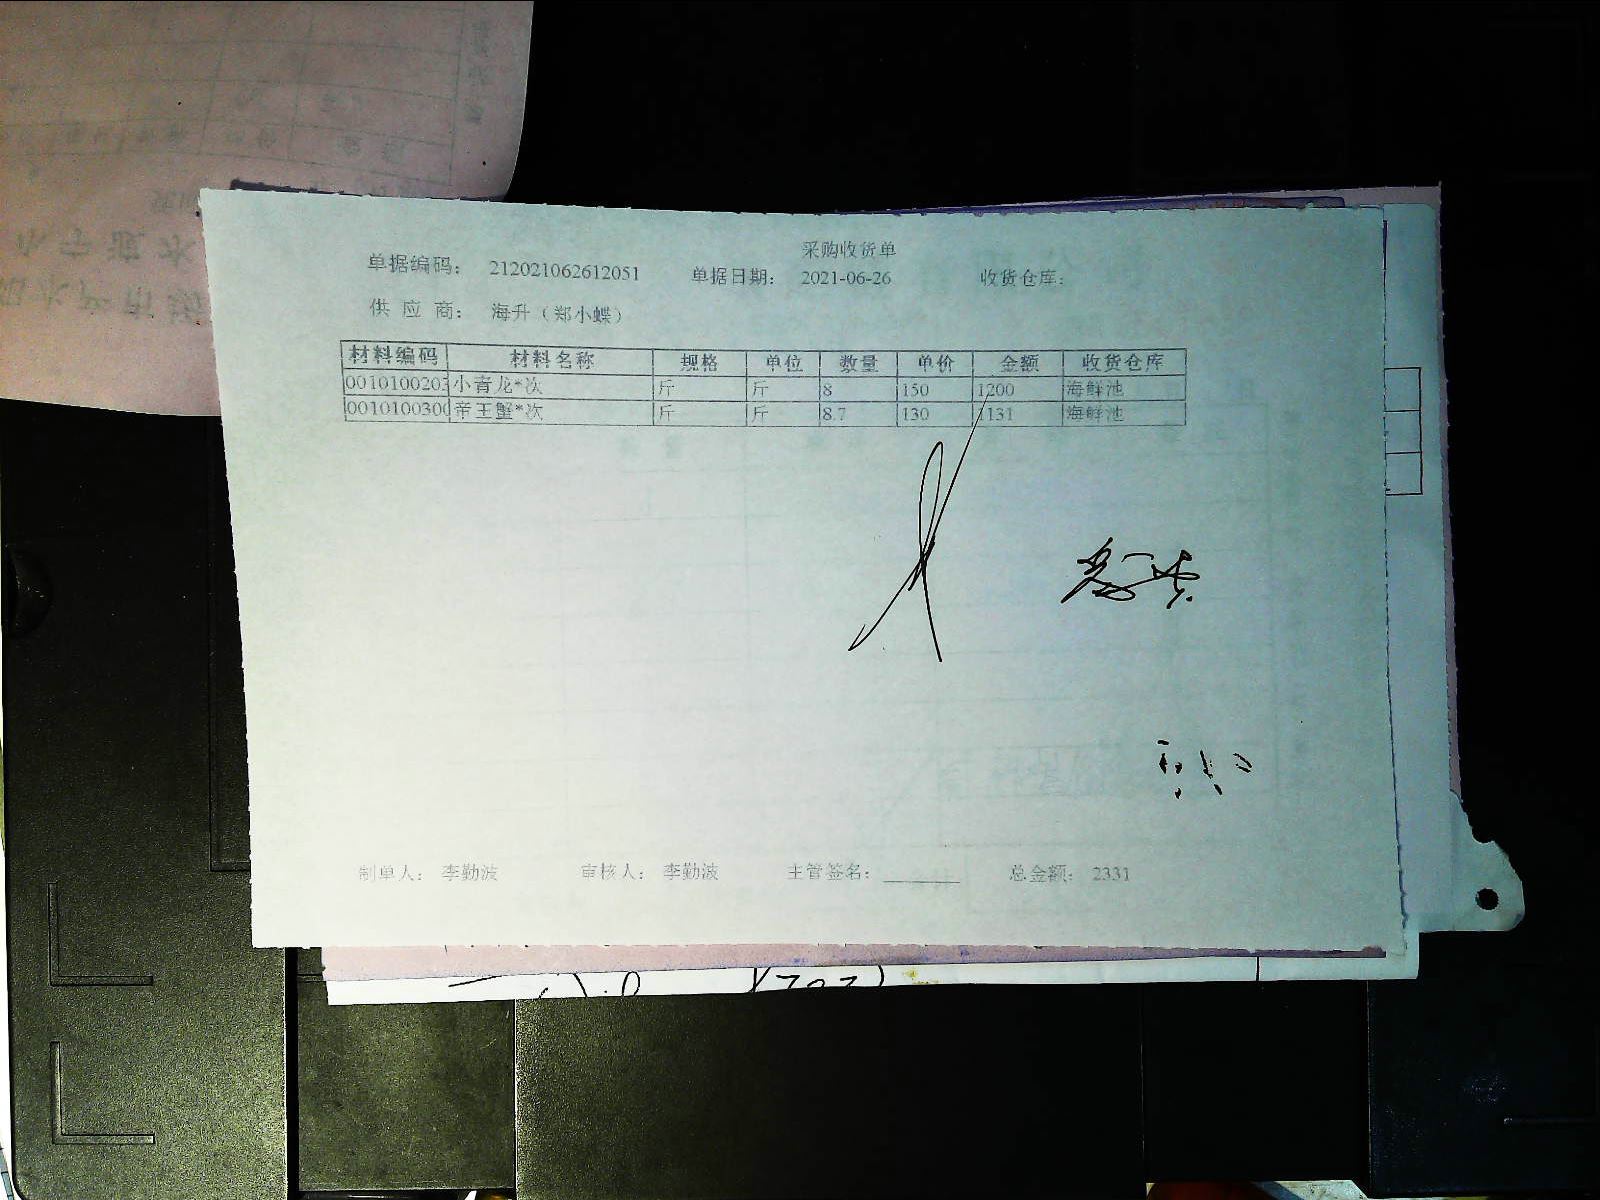 采购收货单
单据编码： 212021062612051 单据日期： 2021-06-26 收货仓库：
供 应 商： 海升（郑小蝶）
材料编码 材料名称 规格 单位 数量 单价 金额 收货仓库
0010100203 小青龙*次 斤 斤 8 150 1200 海鲜池
0010100300 帝王蟹*次 斤 斤 8.7 130 1131 海鲜池
制单人： 李勤波 审核人： 李勤波 主管签名： 总金额： 2331